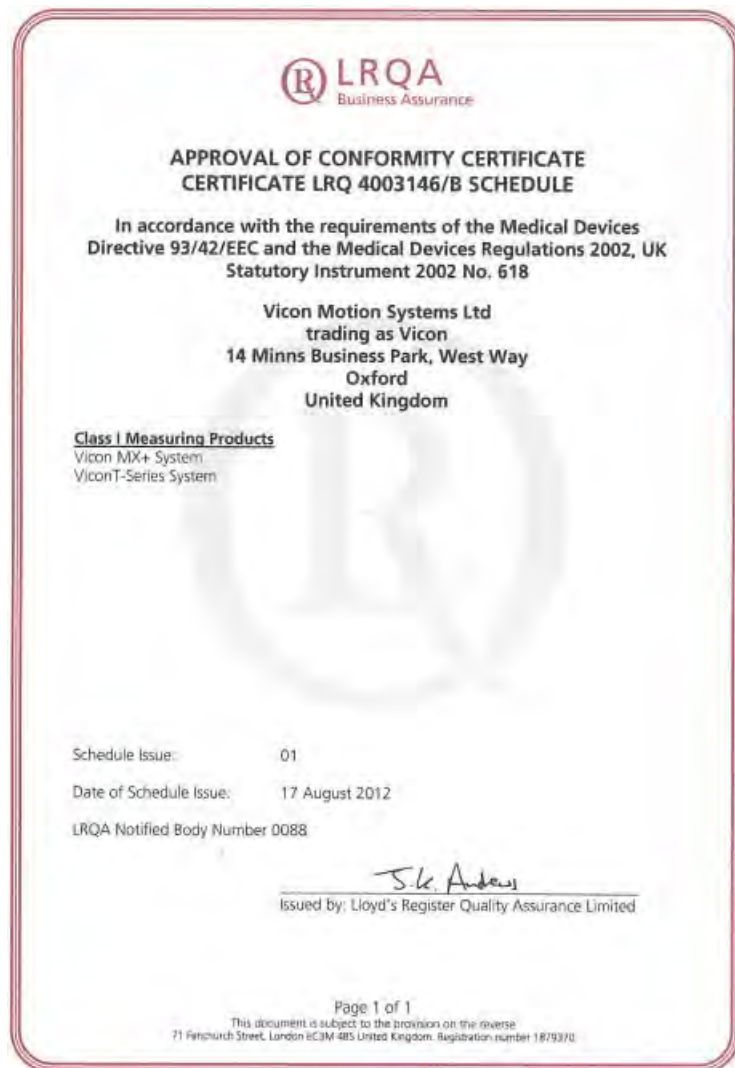 LRQA
Business Assurance
APPROVAL OF CONFORMITY CERTIFICATE
CERTIFICATE LRQ 4003146/B SCHEDULE
In accordance with the requirements of the Medical Devices
Directive 93/42/EEC and the Medical Devices Regulations 2002, UK
Statutory Instrument 2002 No. 618
Vicon Motion Systems Ltd
trading as Vicon
14 Minns Business Park, West Way
Oxford
United Kingdom
Class I Measuring Products
Vicon MX+ System
ViconT-Series System
Schedule Issue: 01
Date of Schedule Issue: 17 August 2012
LRQA Notified Body Number 0088
J.K. Andrews
Issued by: Lloyd's Register Quality Assurance Limited
Page 1 of 1
This document is subject to the provision on the reverse
71 Fenchurch Street, London EC3M 4BS United Kingdom. Registration number 1879370